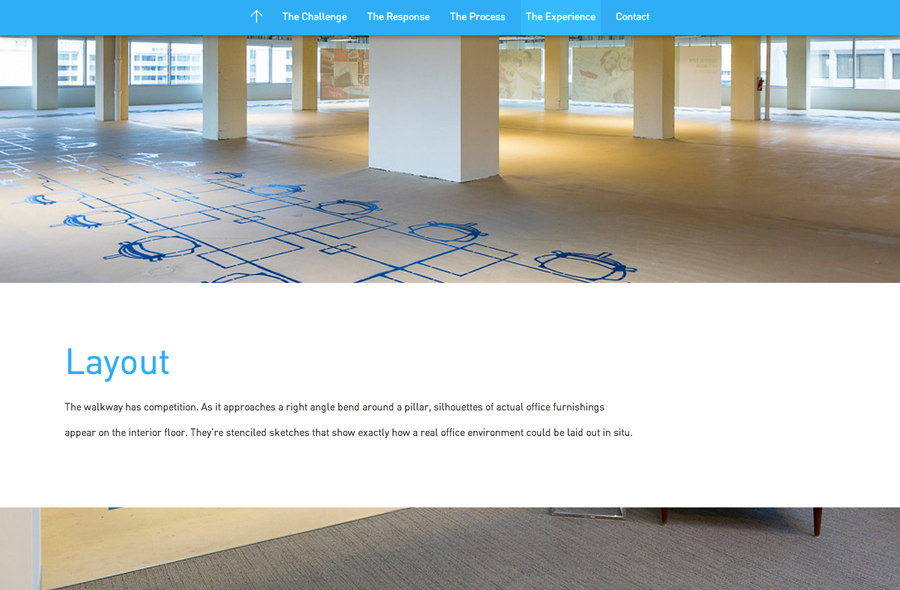 The Challenge The Response The Process The Experience Contact
Layout
The walkway has competition. As it approaches a right angle bend around a pillar, silhouettes of actual office furnishings
appear on the interior floor. They're stenciled sketches that show exactly how a real office environment could be laid out in situ.